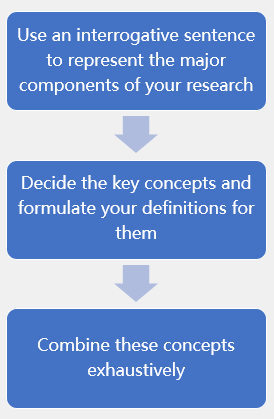 Use an interrogative sentence
to represent the major
components of your research
Decide the key concepts and
formulate your definitions for
them
Combine these concepts
exhaustively